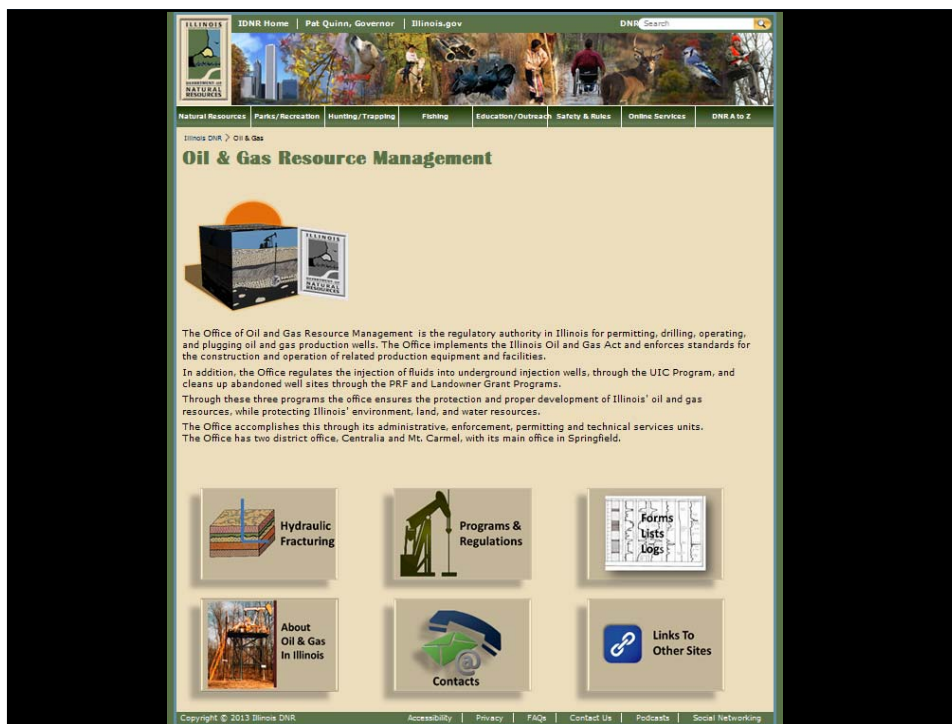 ILLINOIS
DEPARTMENT OF
NATURAL
RESOURCES
IDNR Home | Pat Quinn, Governor | Illinois.gov
DNR Search
Natural Resources Parks/Recreation Hunting/Trapping Fishing Education/Outreach Safety & Rules Online Services DNR A to Z
Illinois DNR > Oil & Gas
Oil & Gas Resource Management
ILLINOIS
DEPARTMENT OF
NATURAL
RESOURCES
The Office of Oil and Gas Resource Management is the regulatory authority in Illinois for permitting, drilling, operating,
and plugging oil and gas production wells. The Office implements the Illinois Oil and Gas Act and enforces standards for
the construction and operation of related production equipment and facilities.
In addition, the Office regulates the injection of fluids into underground injection wells, through the UIC Program, and
cleans up abandoned well sites through the PRF and Landowner Grant Programs.
Through these three programs the office ensures the protection and proper development of Illinois' oil and gas
resources, while protecting Illinois' environment, land, and water resources.
The Office accomplishes this through its administrative, enforcement, permitting and technical services units.
The Office has two district office, Centralia and Mt. Carmel, with its main office in Springfield.
Hydraulic
Fracturing
Programs &
Regulations
Forms
Lists
Logs
About
Oil & Gas
In Illinois
Contacts
Links To
Other Sites
Copyright © 2013 Illinois DNR Accessibility | Privacy | FAQs | Contact Us | Podcasts | Social Networking